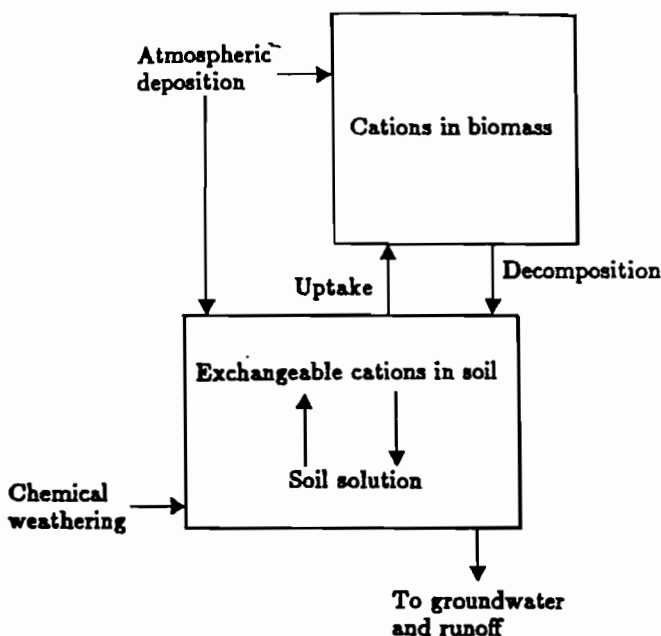 Atmospheric
deposition
Cations in biomass
Uptake
Decomposition
Exchangeable cations in soil
Soil solution
Chemical
weathering
To groundwater
and runoff